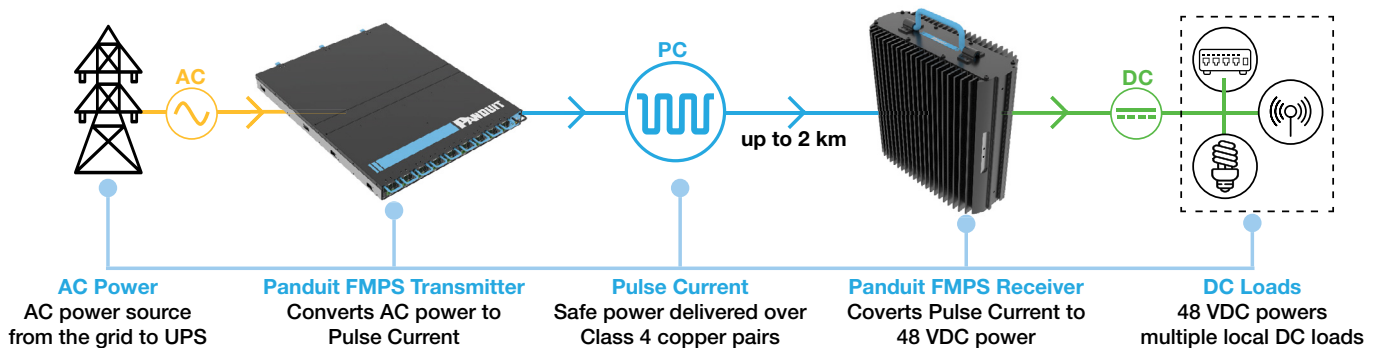 AC
PC
DC
PANDUIT
up to 2 km
AC Power
AC power source
from the grid to UPS
Panduit FMPS Transmitter
Converts AC power to
Pulse Current
Pulse Current
Safe power delivered over
Class 4 copper pairs
Panduit FMPS Receiver
Coverts Pulse Current to
48 VDC power
DC Loads
48 VDC powers
multiple local DC loads